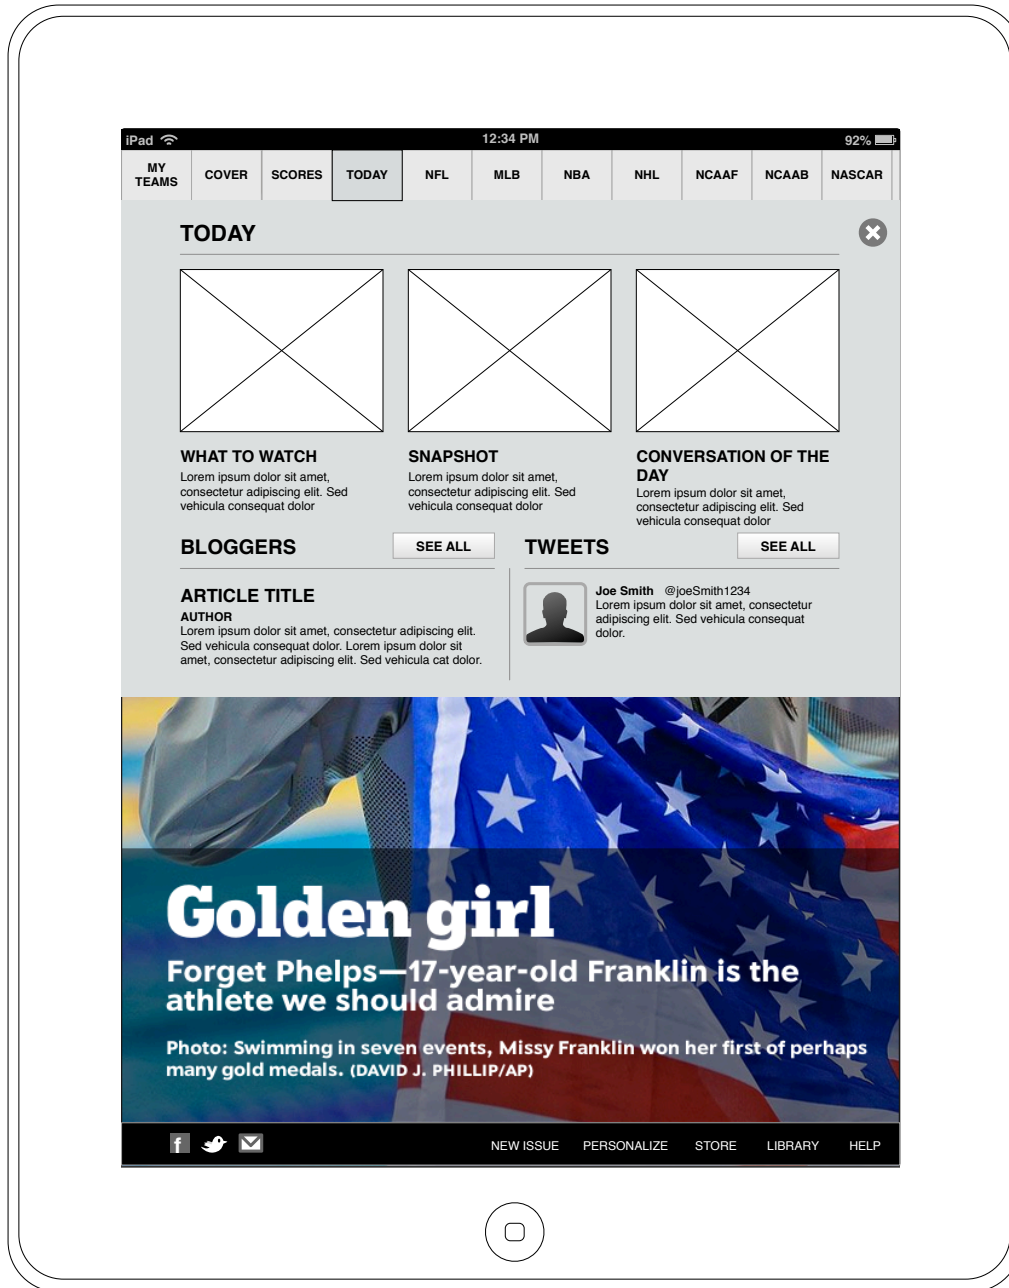 iPad 12:34 PM 92%
MY TEAMS COVER SCORES TODAY NFL MLB NBA NHL NCAAF NCAAB NASCAR
TODAY
WHAT TO WATCH
Lorem ipsum dolor sit amet,
consectetur adipiscing elit. Sed
vehicula consequat dolor
SNAPSHOT
Lorem ipsum dolor sit amet,
consectetur adipiscing elit. Sed
vehicula consequat dolor
CONVERSATION OF THE
DAY
Lorem ipsum dolor sit amet,
consectetur adipiscing elit. Sed
vehicula consequat dolor
BLOGGERS SEE ALL
ARTICLE TITLE
AUTHOR
Lorem ipsum dolor sit amet, consectetur adipiscing elit.
Sed vehicula consequat dolor. Lorem ipsum dolor sit
amet, consectetur adipiscing elit. Sed vehicula cat dolor.
TWEETS SEE ALL
Joe Smith @joeSmith1234
Lorem ipsum dolor sit amet, consectetur
adipiscing elit. Sed vehicula consequat
dolor.
Golden girl
Forget Phelps—17-year-old Franklin is the
athlete we should admire
Photo: Swimming in seven events, Missy Franklin won her first of perhaps
many gold medals. (DAVID J. PHILLIP/AP)
f NEW ISSUE PERSONALIZE STORE LIBRARY HELP